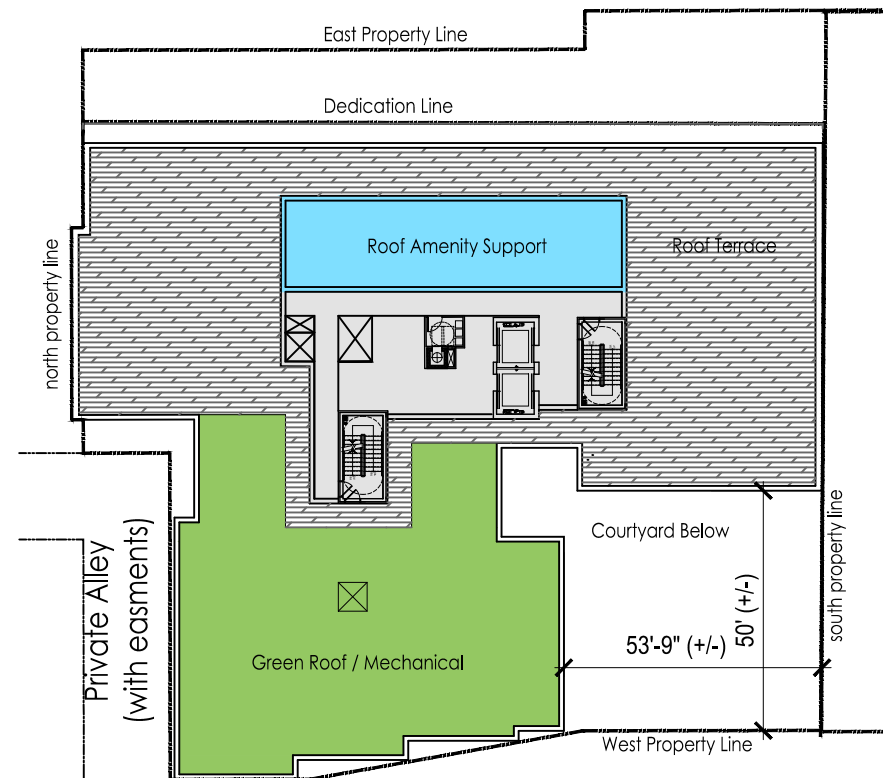 East Property Line
Dedication Line
Roof Amenity Support
Roof Terrace
north property line
Courtyard Below
Private Alley
(with easments)
53'-9" (+/-)
50' (+/-)
south property line
Green Roof / Mechanical
West Property Line